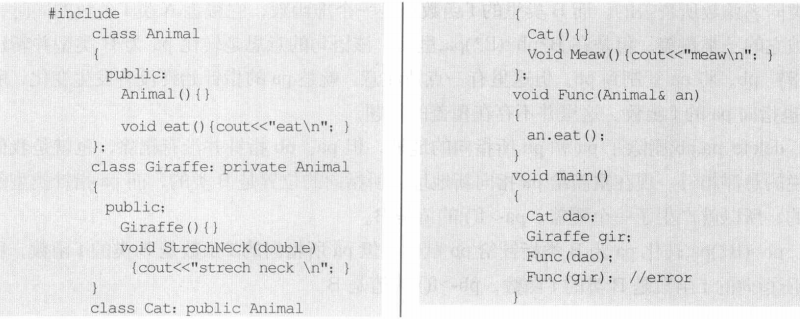 #include
class Animal
{
public:
Animal(){}
void eat(){cout<<"eat\n"; }
};
class Giraffe: private Animal
{
public:
Giraffe(){}
void StrechNeck(double)
{cout<<"strech neck \n"; }
}
class Cat: public Animal
{
Cat(){}
Void Meaw(){cout<<"meaw/n"; }
};
void Func(Animal& an)
{
an.eat();
}
void main()
{
Cat dao;
Giraffe gir;
Func(dao);
Func(gir); //error
}